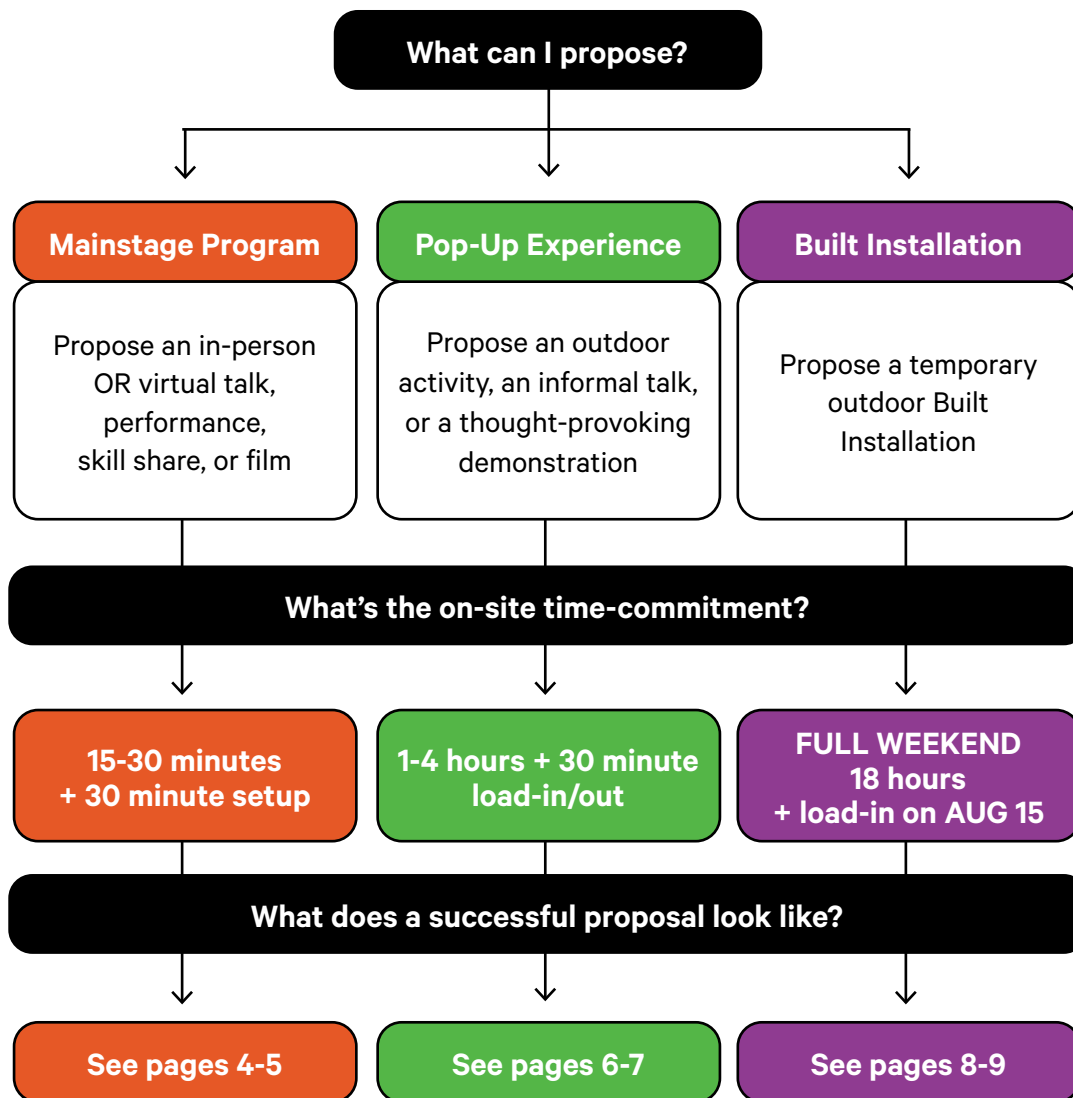 What can I propose?
Mainstage Program
Propose an in-person
OR virtual talk,
performance,
skill share, or film
Pop-Up Experience
Propose an outdoor
activity, an informal talk,
or a thought-provoking
demonstration
Built Installation
Propose a temporary
outdoor Built
Installation
What’s the on-site time-commitment?
15-30 minutes
+ 30 minute setup
1-4 hours + 30 minute
load-in/out
FULL WEEKEND
18 hours
+ load-in on AUG 15
What does a successful proposal look like?
See pages 4-5
See pages 6-7
See pages 8-9